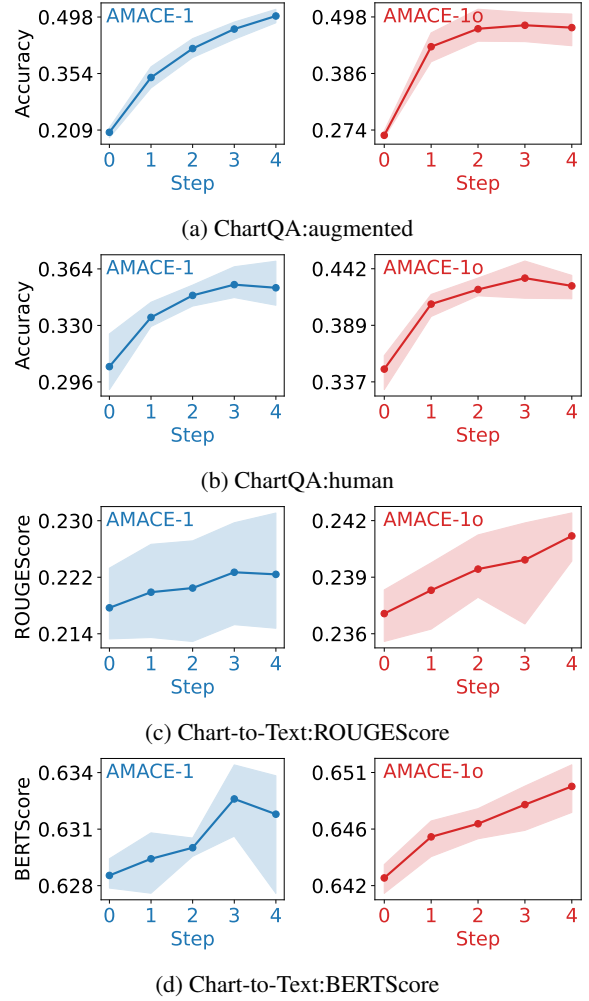 AMACE-1 AMACE-1o
Accuracy
0.498 0.354 0.209
0.498 0.386 0.274
0 1 2 3 4 0 1 2 3 4
Step Step
(a) ChartQA:augmented
AMACE-1 AMACE-1o
Accuracy
0.364 0.330 0.296
0.442 0.389 0.337
0 1 2 3 4 0 1 2 3 4
Step Step
(b) ChartQA:human
AMACE-1 AMACE-1o
ROUGEScore
0.230 0.222 0.214
0.242 0.239 0.236
0 1 2 3 4 0 1 2 3 4
Step Step
(c) Chart-to-Text:ROUGEScore
AMACE-1 AMACE-1o
BERTScore
0.634 0.631 0.628
0.651 0.646 0.642
0 1 2 3 4 0 1 2 3 4
Step Step
(d) Chart-to-Text:BERTScore